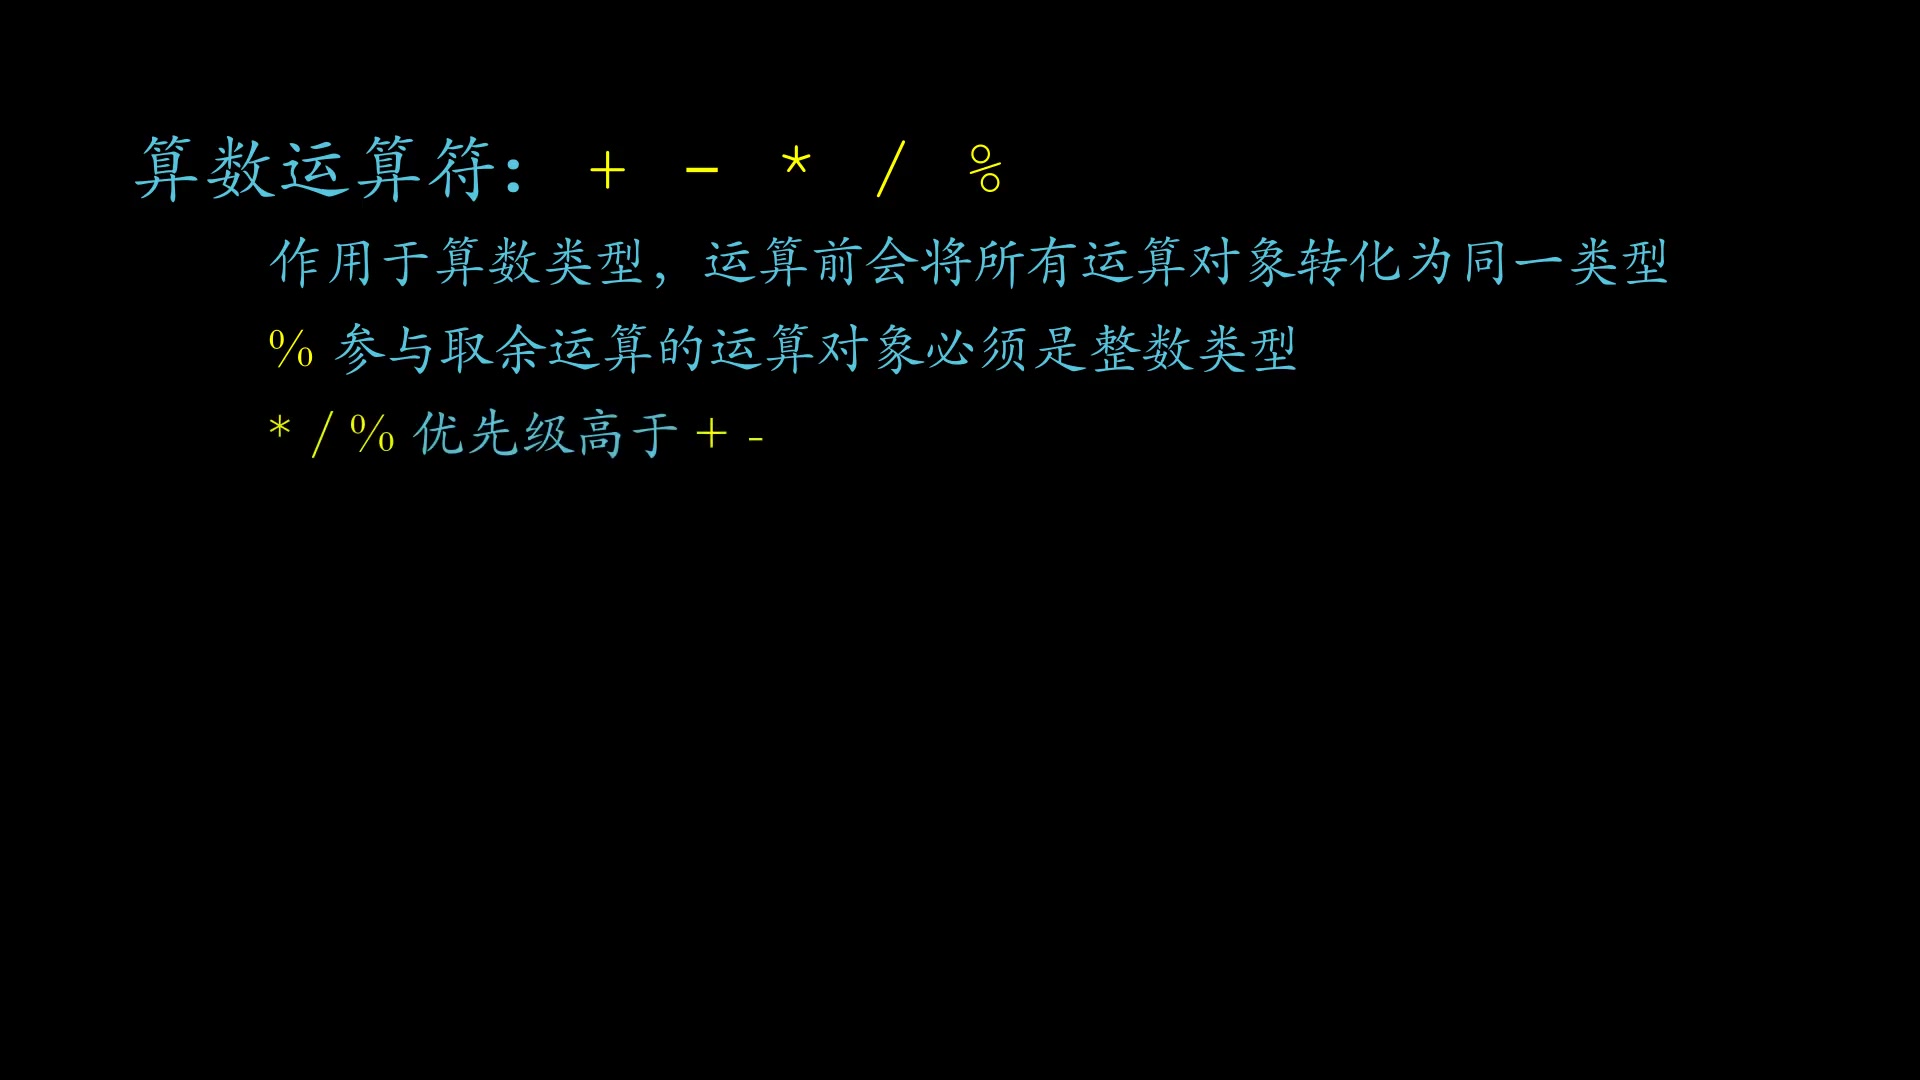 算数运算符： + - * / %
作用于算数类型，运算前会将所有运算对象转化为同一类型
% 参与取余运算的运算对象必须是整数类型
* / % 优先级高于 + -